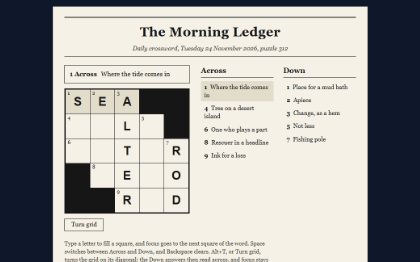 The Morning Ledger
Daily crossword, Tuesday 24 November 2026, puzzle 312
1 Across Where the tide comes in
1 S 2 E 3 A
4 L 5
6 T 7 R
8 E O
9 R D
Turn grid
Across
1 Where the tide comes in
4 Tree on a desert island
6 One who plays a part
8 Rescuer in a headline
9 Ink for a loss
Down
1 Place for a mud bath
2 Apiece
3 Change, as a hem
5 Not less
7 Fishing pole
Type a letter to fill a square, and focus goes to the next square of the word. Space
switches between Across and Down, and Backspace clears. Alt+T, or Turn grid,
turns the grid on its diagonal: the Down answers then read across, and focus stays